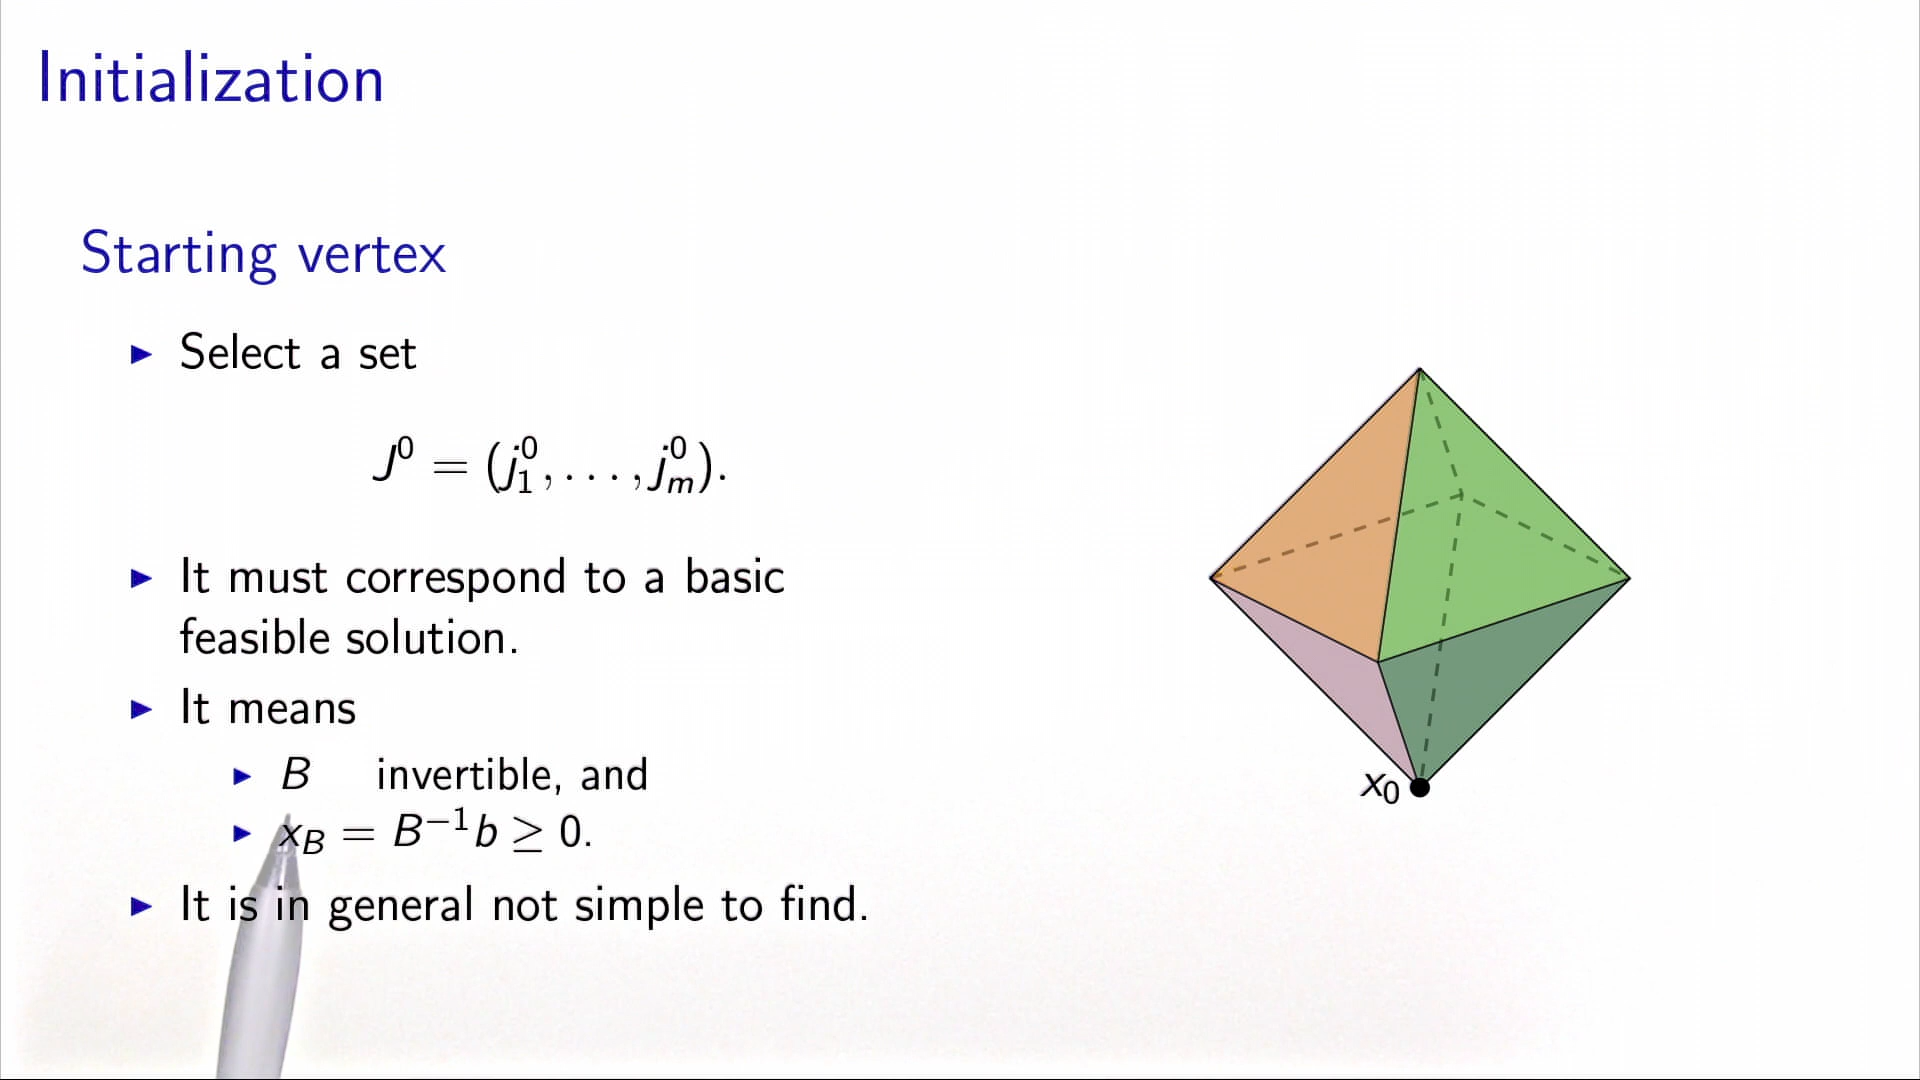 Initialization
Starting vertex
▶ Select a set
J⁰ = (j₁⁰, . . . , jₘ⁰).
▶ It must correspond to a basic
feasible solution.
▶ It means
▶ B invertible, and
▶ x_B = B⁻¹b ≥ 0.
▶ It is in general not simple to find.
x₀